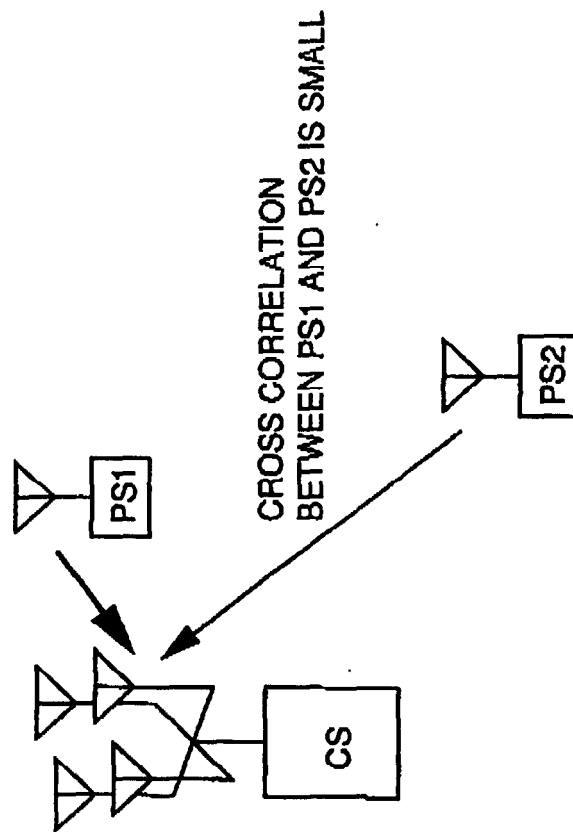 PS1
CROSS CORRELATION
BETWEEN PS1 AND PS2 IS SMALL
PS2
CS